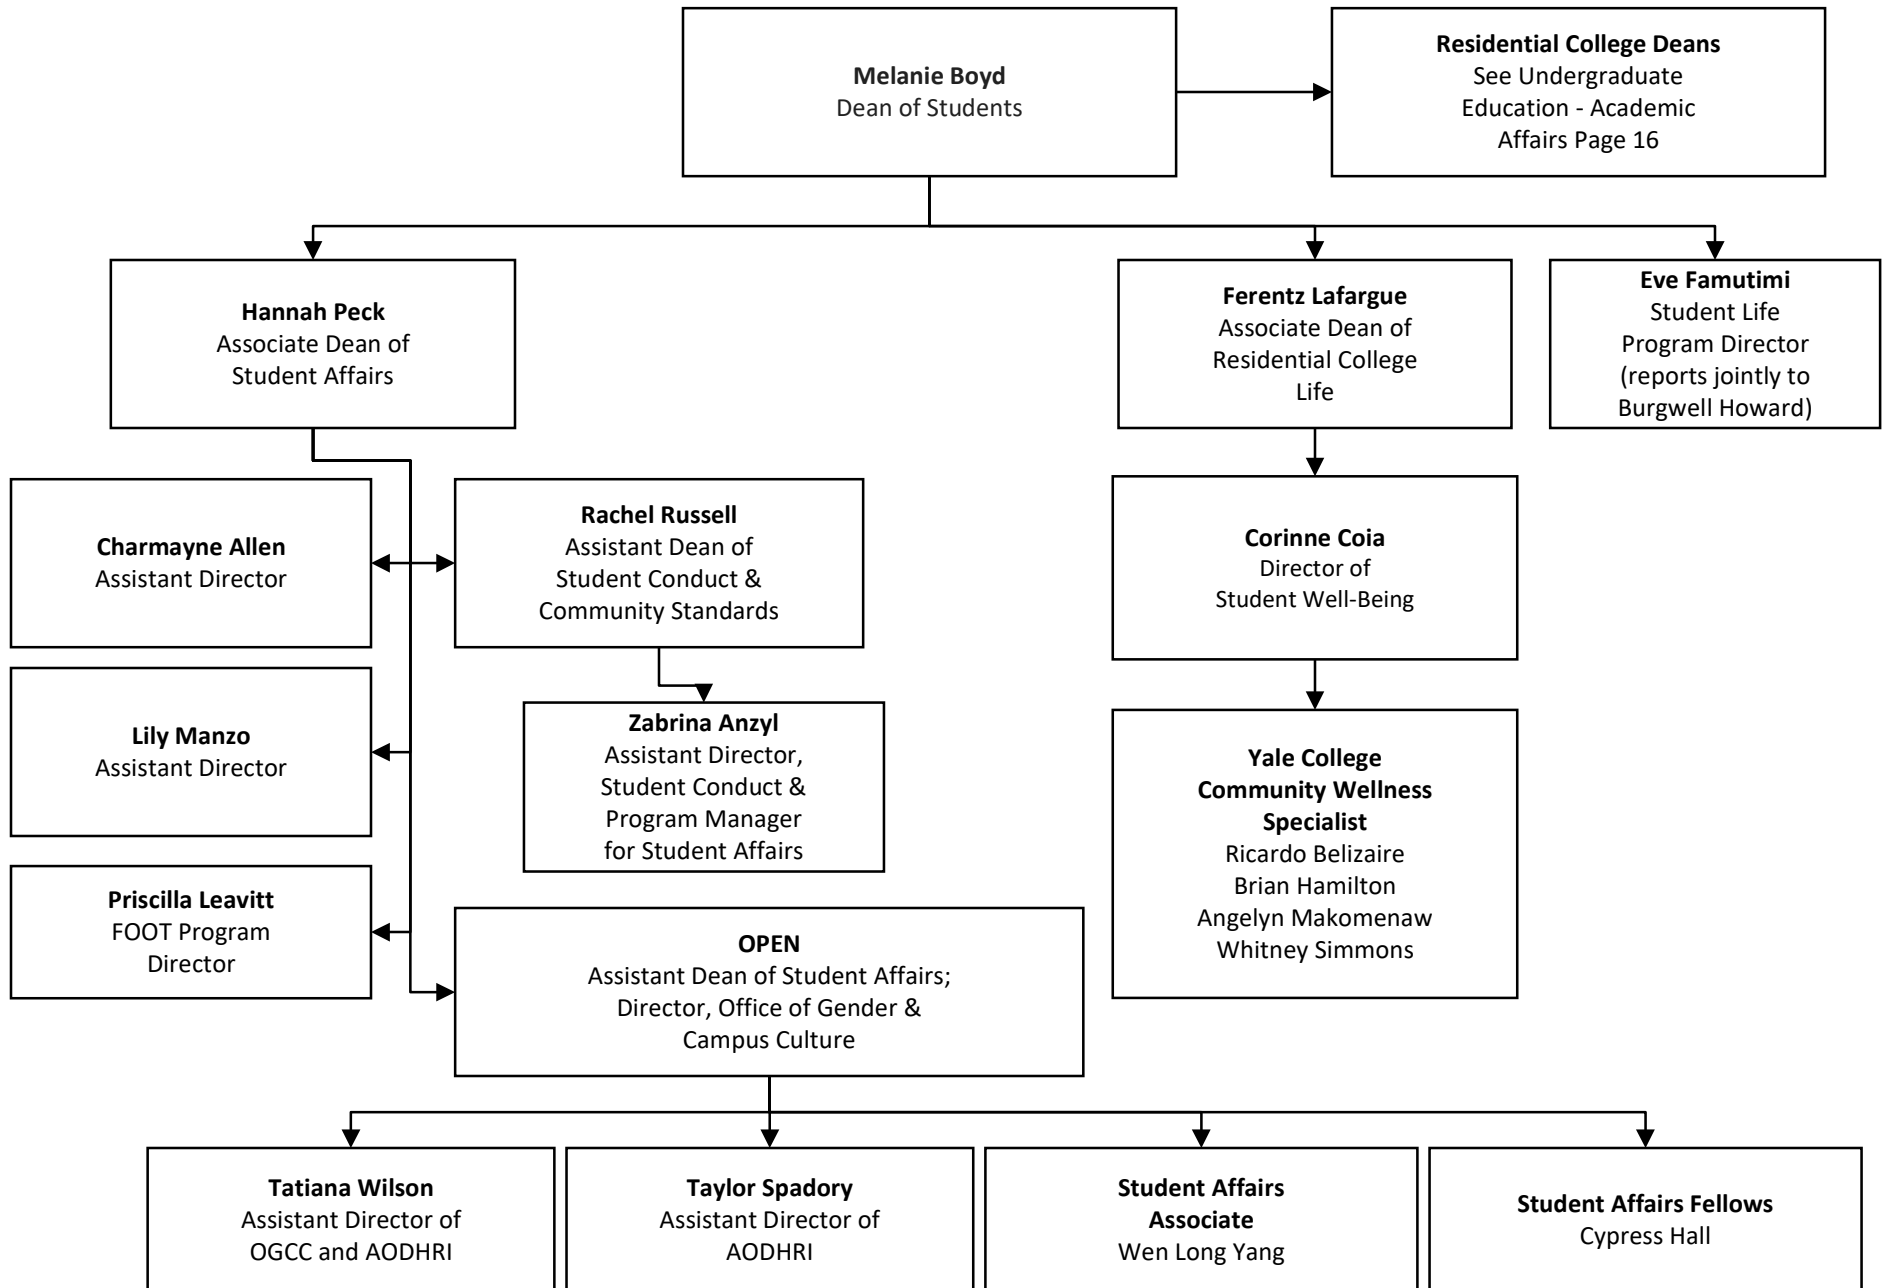 Melanie Boyd
Dean of Students
Residential College Deans
See Undergraduate
Education - Academic
Affairs Page 16
Hannah Peck
Associate Dean of
Student Affairs
Ferentz Lafargue
Associate Dean of
Residential College
Life
Eve Famutimi
Student Life
Program Director
(reports jointly to
Burgwell Howard)
Charmayne Allen
Assistant Director
Rachel Russell
Assistant Dean of
Student Conduct &
Community Standards
Corinne Coia
Director of
Student Well-Being
Lily Manzo
Assistant Director
Zabrina Anzyl
Assistant Director,
Student Conduct &
Program Manager
for Student Affairs
Yale College
Community Wellness
Specialist
Ricardo Belizaire
Brian Hamilton
Angelyn Makomenaw
Whitney Simmons
Priscilla Leavitt
FOOT Program
Director
OPEN
Assistant Dean of Student Affairs;
Director, Office of Gender &
Campus Culture
Tatiana Wilson
Assistant Director of
OGCC and AODHRI
Taylor Spadory
Assistant Director of
AODHRI
Student Affairs
Associate
Wen Long Yang
Student Affairs Fellows
Cypress Hall